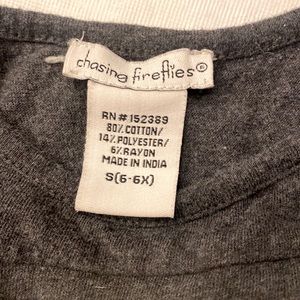 chasing fireflies®
RN#152389
80% COTTON/
14% POLYESTER/
6% RAYON
MADE IN INDIA
S(6-6X)